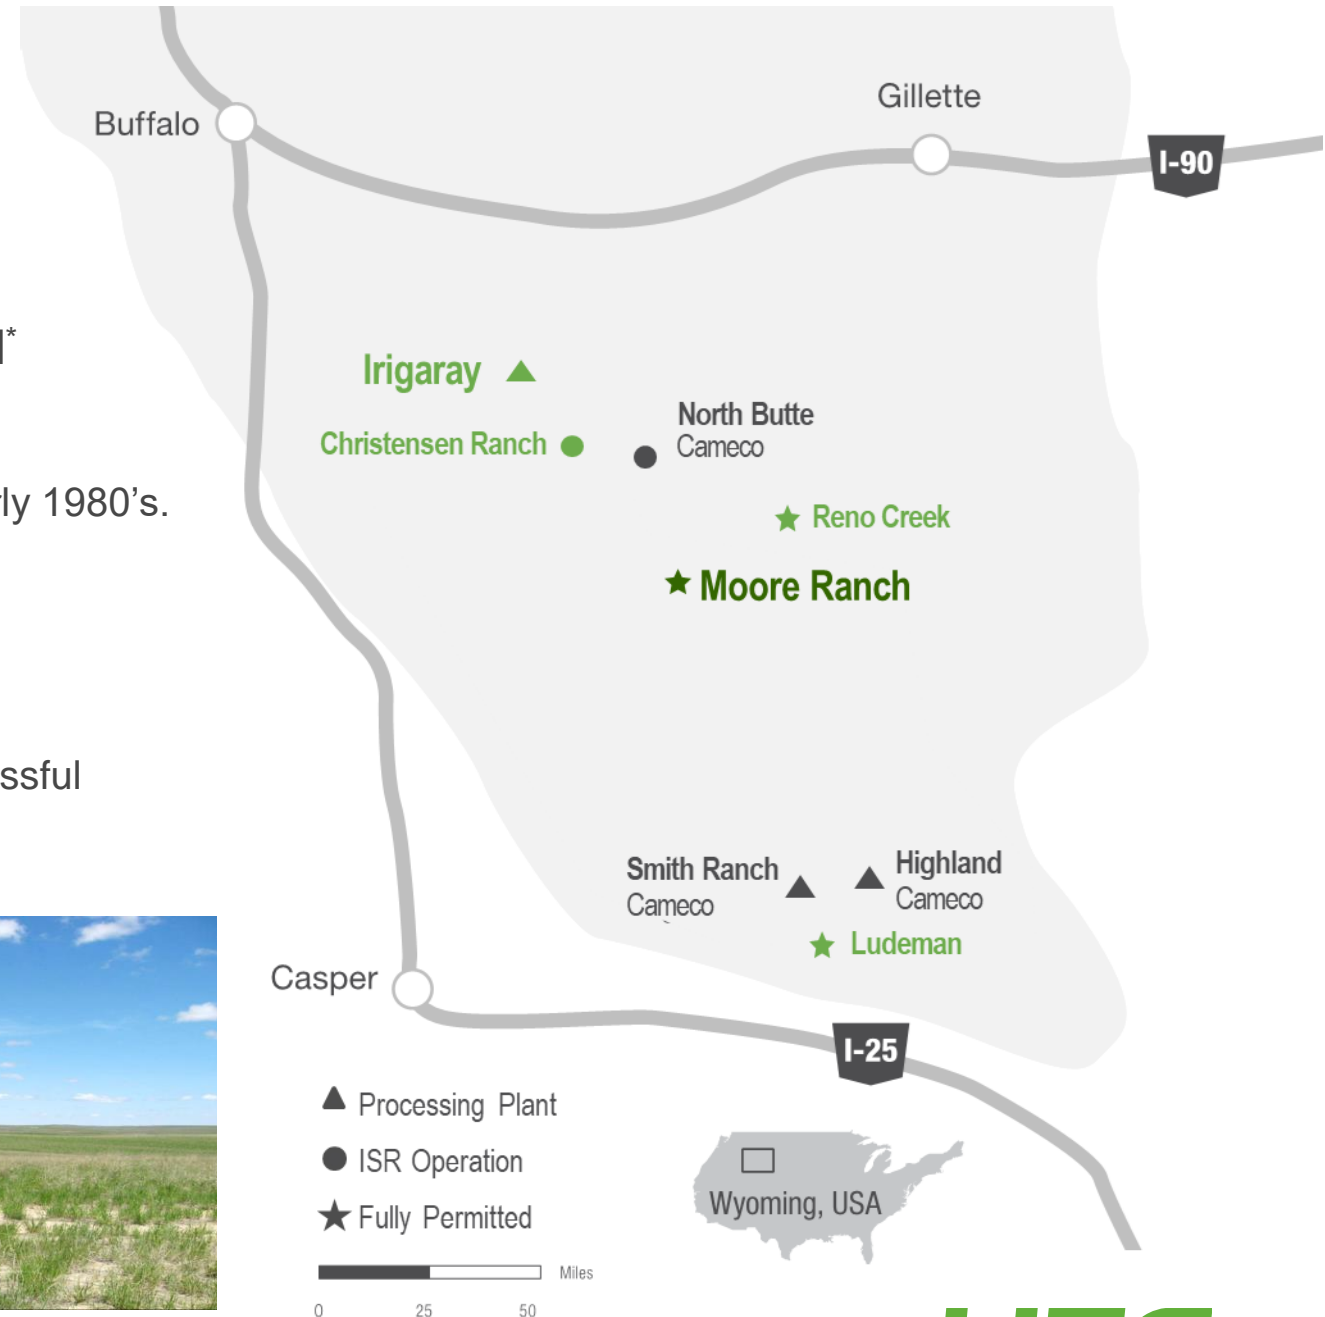 Buffalo
Gillette
I-90
*
Irigaray
Christensen Ranch
North Butte
Cameco
rly 1980’s.
Reno Creek
Moore Ranch
ssful
Smith Ranch
Cameco
Highland
Cameco
Ludeman
Casper
I-25
Processing Plant
ISR Operation
Fully Permitted
Wyoming, USA
Miles
0 25 50